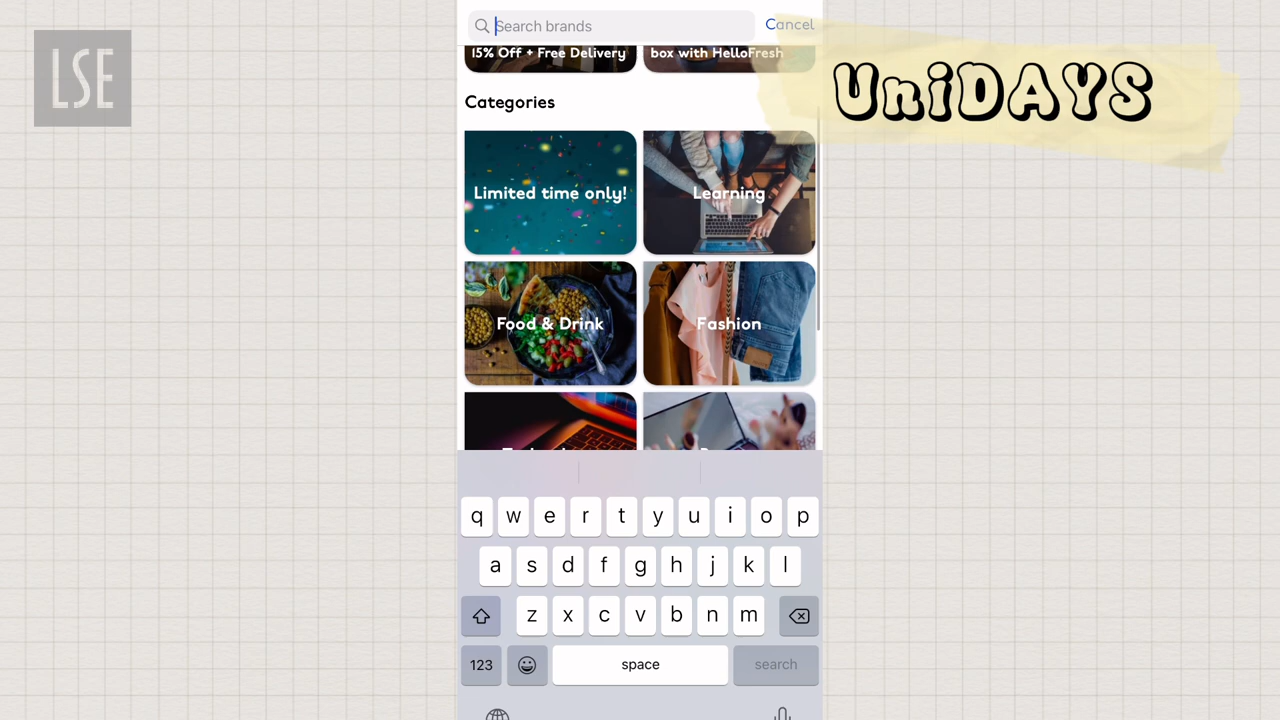 LSE
UniDAYS
Search brands
Cancel
15% Off + Free Delivery
box with HelloFresh
Categories
Limited time only!
Learning
Food & Drink
Fashion
q w e r t y u i o p
a s d f g h j k l
z x c v b n m
123
space
search